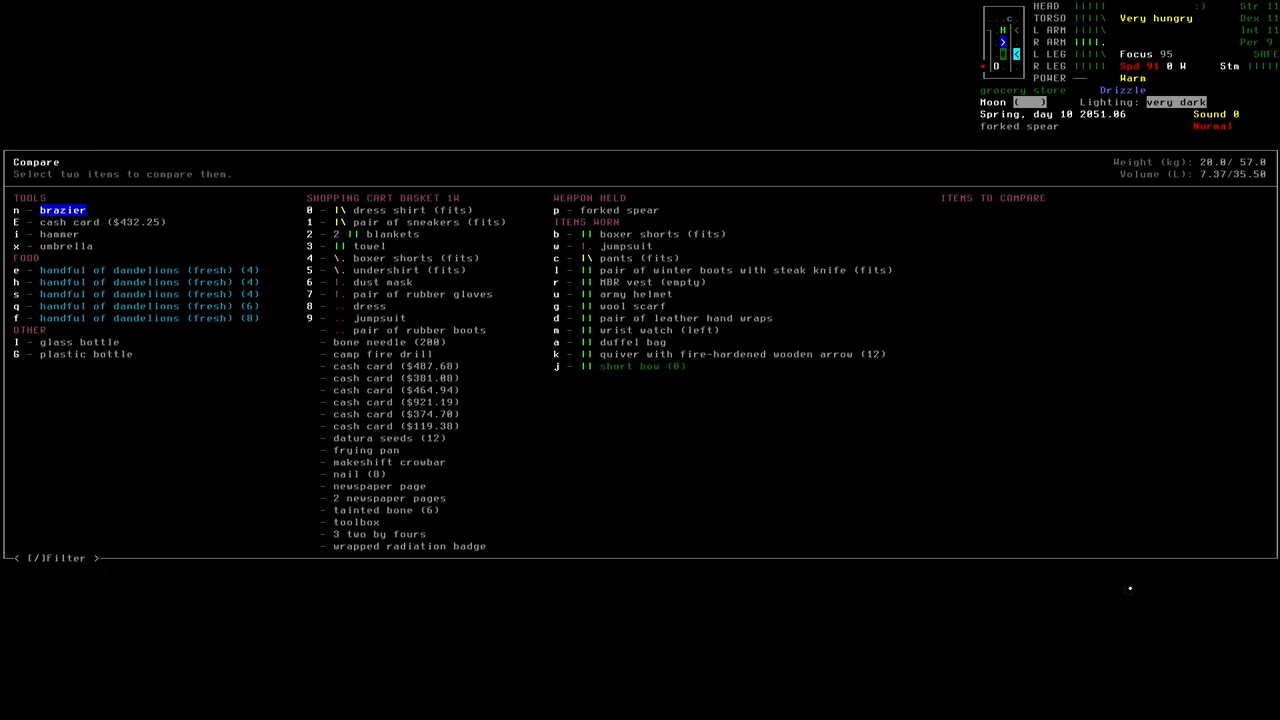 HEAD ||||| :) Str 11
TORSO ||||\ Very hungry Dex 11
L ARM ||||\ Int 11
R ARM ||||. Per 9
L LEG ||||\ Focus 95 SAFE
R LEG ||||\ Spd 91 0 W Stm |||||
POWER —— Warn
grocery store Drizzle
Moon ( ) Lighting: very dark
Spring, day 10 2051.06 Sound 0
forked spear Normal
Compare
Select two items to compare them.
Weight (kg): 20.0/ 57.0
Volume (L): 7.37/35.50
TOOLS
n - brazier
E - cash card ($432.25)
i - hammer
x - umbrella
FOOD
e - handful of dandelions (fresh) (4)
h - handful of dandelions (fresh) (4)
s - handful of dandelions (fresh) (4)
q - handful of dandelions (fresh) (6)
f - handful of dandelions (fresh) (8)
OTHER
I - glass bottle
G - plastic bottle
SHOPPING CART BASKET 1W
0 - |\ dress shirt (fits)
1 - |\ pair of sneakers (fits)
2 - 2 || blankets
3 - || towel
4 - \. boxer shorts (fits)
5 - \. undershirt (fits)
6 - |. dust mask
7 - |. pair of rubber gloves
8 - .. dress
9 - .. jumpsuit
- .. pair of rubber boots
- bone needle (200)
- camp fire drill
- cash card ($487.68)
- cash card ($381.08)
- cash card ($464.94)
- cash card ($921.19)
- cash card ($374.70)
- cash card ($119.38)
- datura seeds (12)
- frying pan
- makeshift crowbar
- nail (8)
- newspaper page
- 2 newspaper pages
- tainted bone (6)
- toolbox
- 3 two by fours
- wrapped radiation badge
WEAPON HELD
p - forked spear
ITEMS WORN
b - || boxer shorts (fits)
w - |. jumpsuit
c - |\ pants (fits)
l - || pair of winter boots with steak knife (fits)
r - || MBR vest (empty)
u - || army helmet
g - || wool scarf
d - || pair of leather hand wraps
m - || wrist watch (left)
a - || duffel bag
k - || quiver with fire-hardened wooden arrow (12)
j - || short bow (0)
ITEMS TO COMPARE
< [/]Filter >